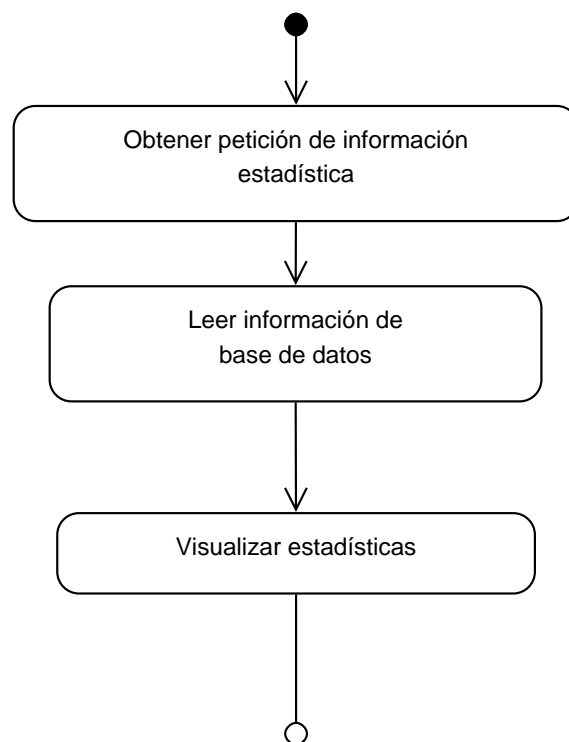 Obtener petición de información
estadística
Leer información de
base de datos
Visualizar estadísticas